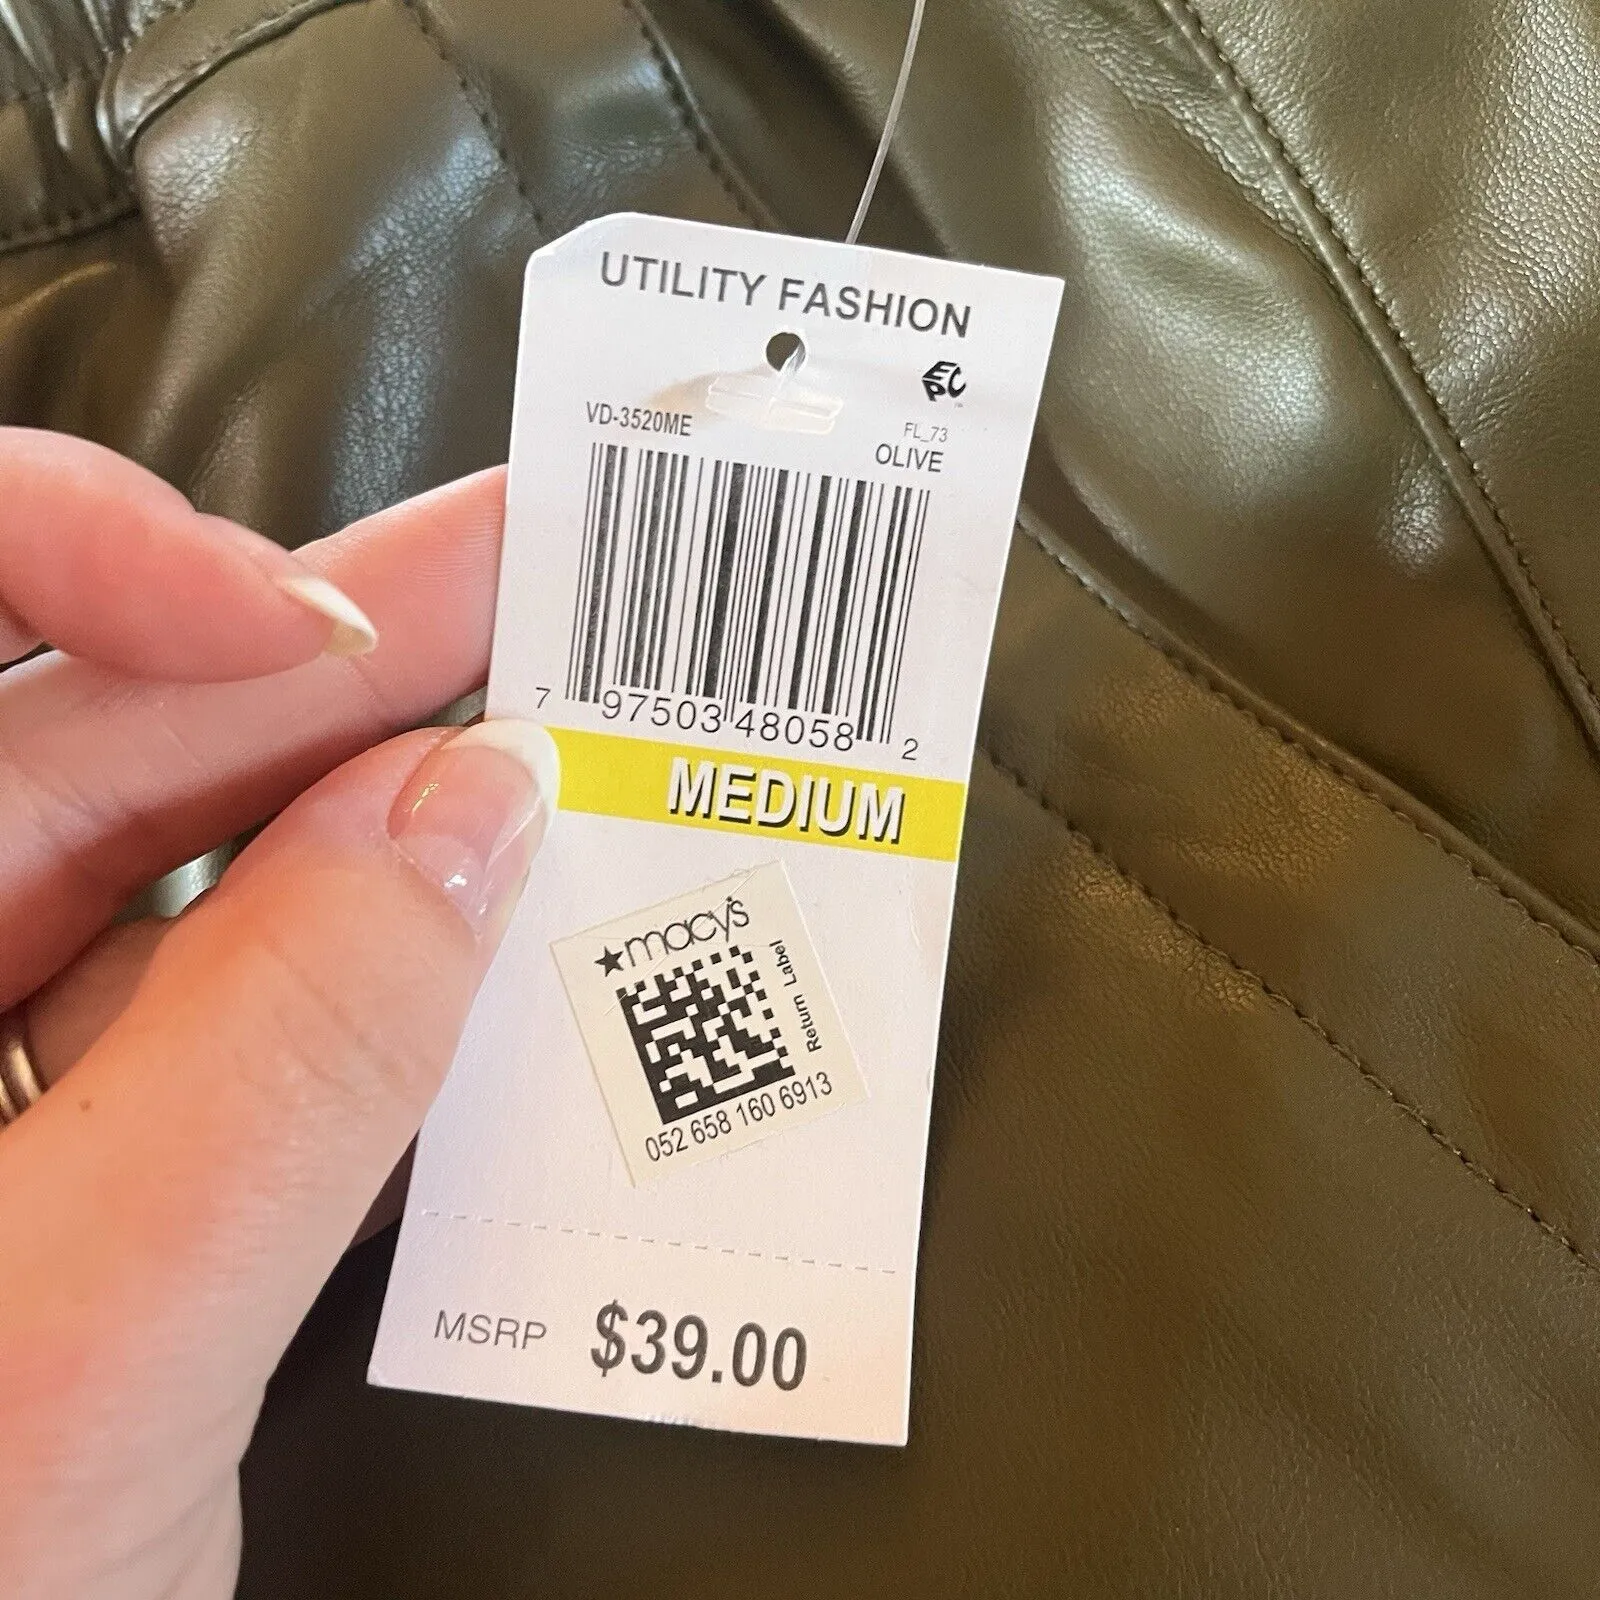 UTILITY FASHION
EPC
VD-3520ME
FL_73
OLIVE
7 97503 48058 2
MEDIUM
macy's
Return Label
052 658 160 6913
MSRP $39.00